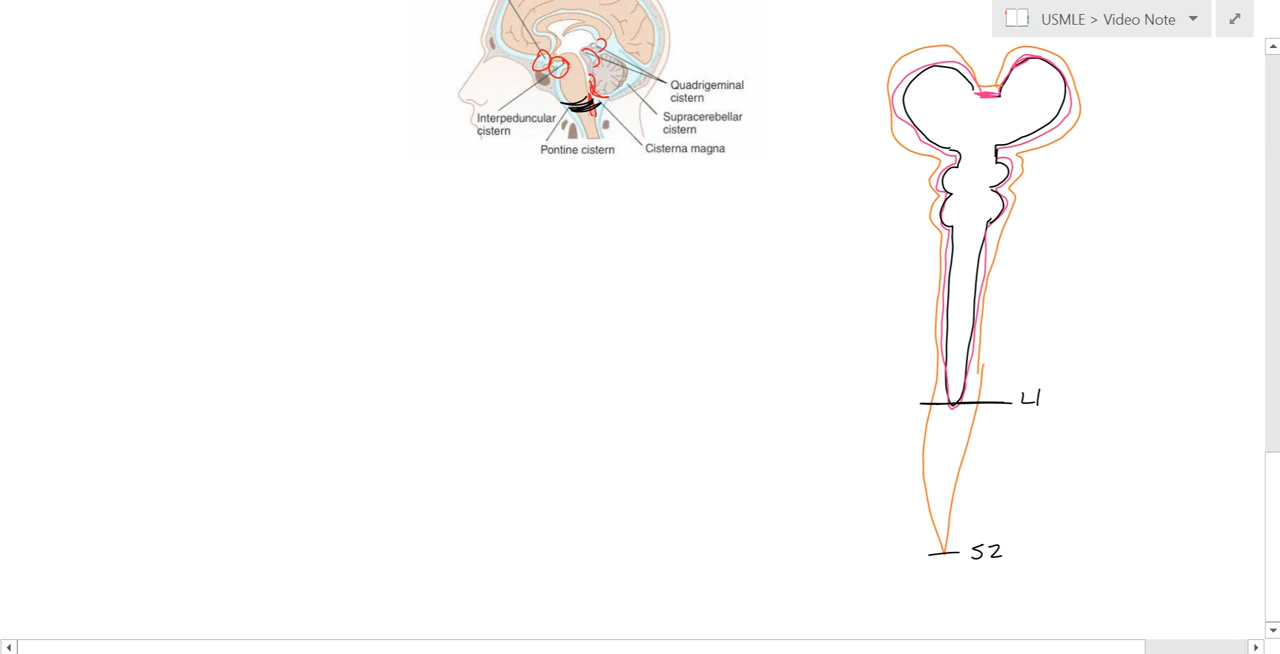 USMLE > Video Note
Quadrigeminal
cistern
Interpeduncular
cistern
Supracerebellar
cistern
Pontine cistern
Cisterna magna
L1
S2